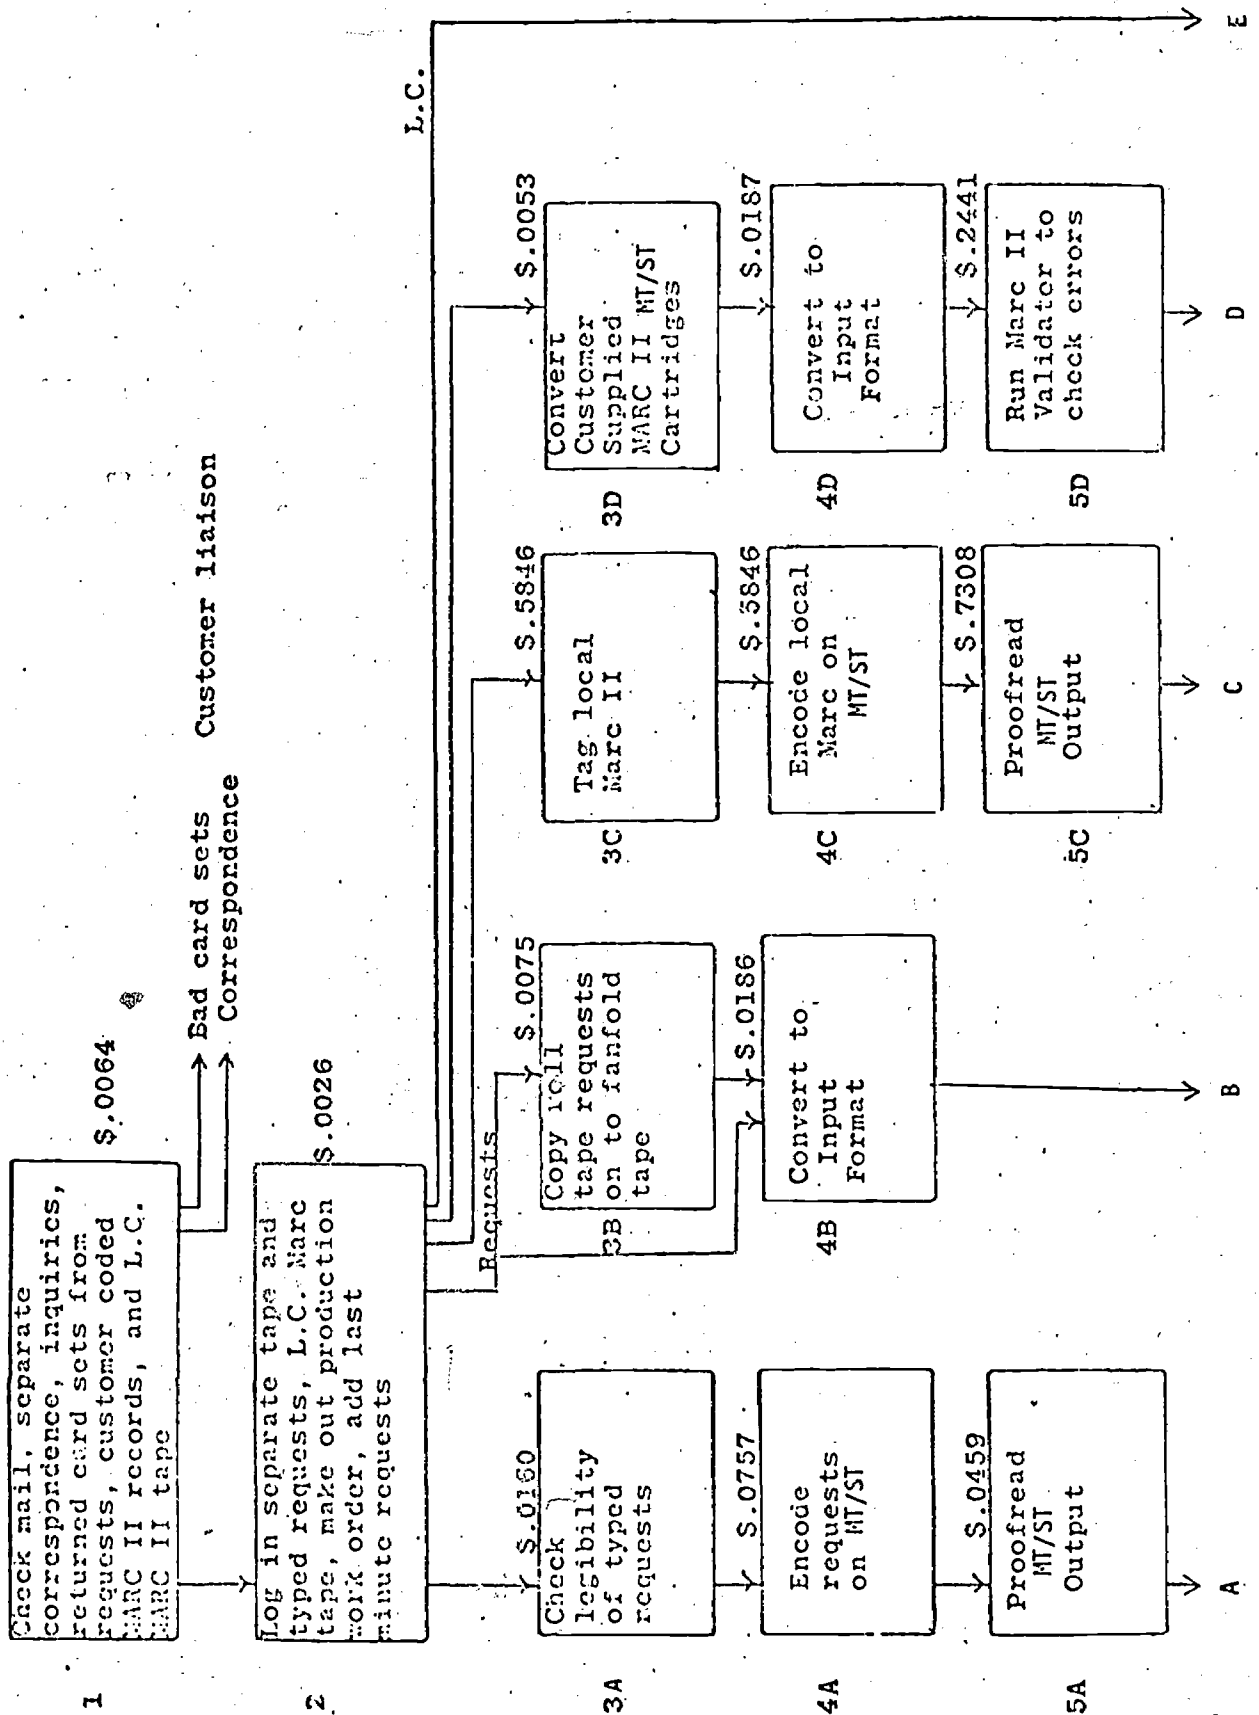 1
Check mail, separate
correspondence, inquiries,
returned card sets from
requests, customer coded
MARC II records, and L.C.
MARC II tape
$.0064
Bad card sets
Correspondence
Customer liaison
2
Log in separate tape and
typed requests, L.C. Marc
tape, make out production
work order, add last
minute requests
$.0026
L.C.
Requests
3A
$.0160
Check
legibility
of typed
requests
3B
$.0075
Copy roll
tape requests
on to fanfold
tape
3C
$.5846
Tag local
Marc II
3D
$.0053
Convert
Customer
Supplied
MARC II MT/ST
Cartridges
4A
$.0757
Encode
requests
on MT/ST
4B
$.0186
Convert to
Input
Format
4C
$.5846
Encode local
Marc on
MT/ST
4D
$.0187
Convert to
Input
Format
5A
$.0459
Proofread
MT/ST
Output
5C
$.7308
Proofread
MT/ST
Output
5D
$.2441
Run Marc II
Validator to
check errors
A
B
C
D
E